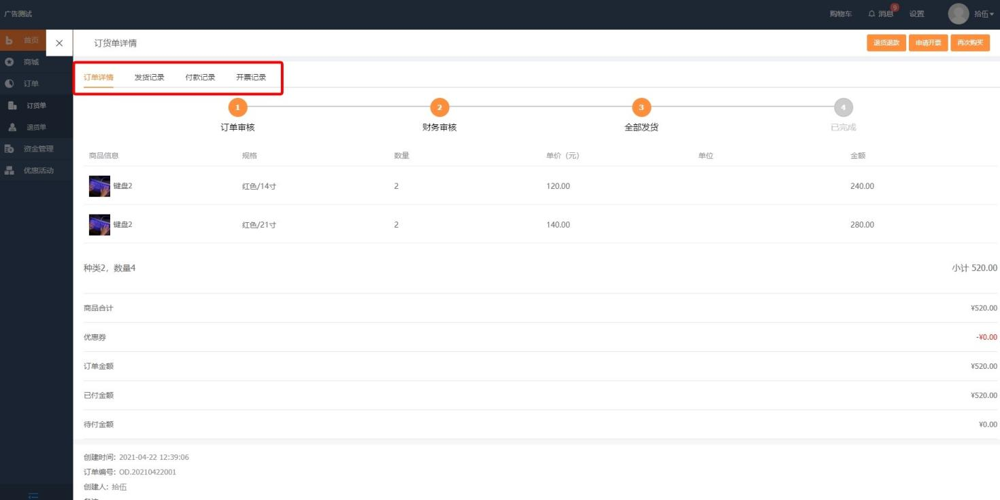 广告测试
购物车 消息 9 设置 拾伍
首页
商城
订单
订货单
退货单
资金管理
优惠活动
订货单详情
退货退款 申请开票 再次购买
订单详情 发货记录 付款记录 开票记录
1 2 3 4
订单审核 财务审核 全部发货 已完成
商品信息 规格 数量 单价（元） 单位 金额
键盘2 红色/14寸 2 120.00 240.00
键盘2 红色/21寸 2 140.00 280.00
种类2，数量4 小计 520.00
商品合计 ¥520.00
优惠券 -¥0.00
订单金额 ¥520.00
已付金额 ¥520.00
待付金额 ¥0.00
创建时间: 2021-04-22 12:39:06
订单编号: OD.20210422001
创建人: 拾伍